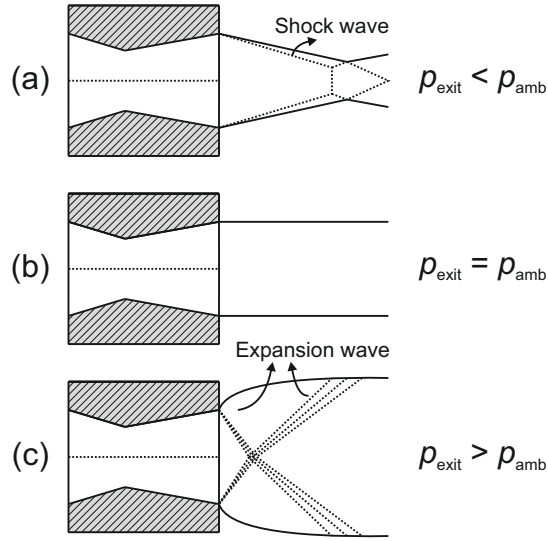 Shock wave
(a)
p_exit < p_amb
(b)
p_exit = p_amb
Expansion wave
(c)
p_exit > p_amb